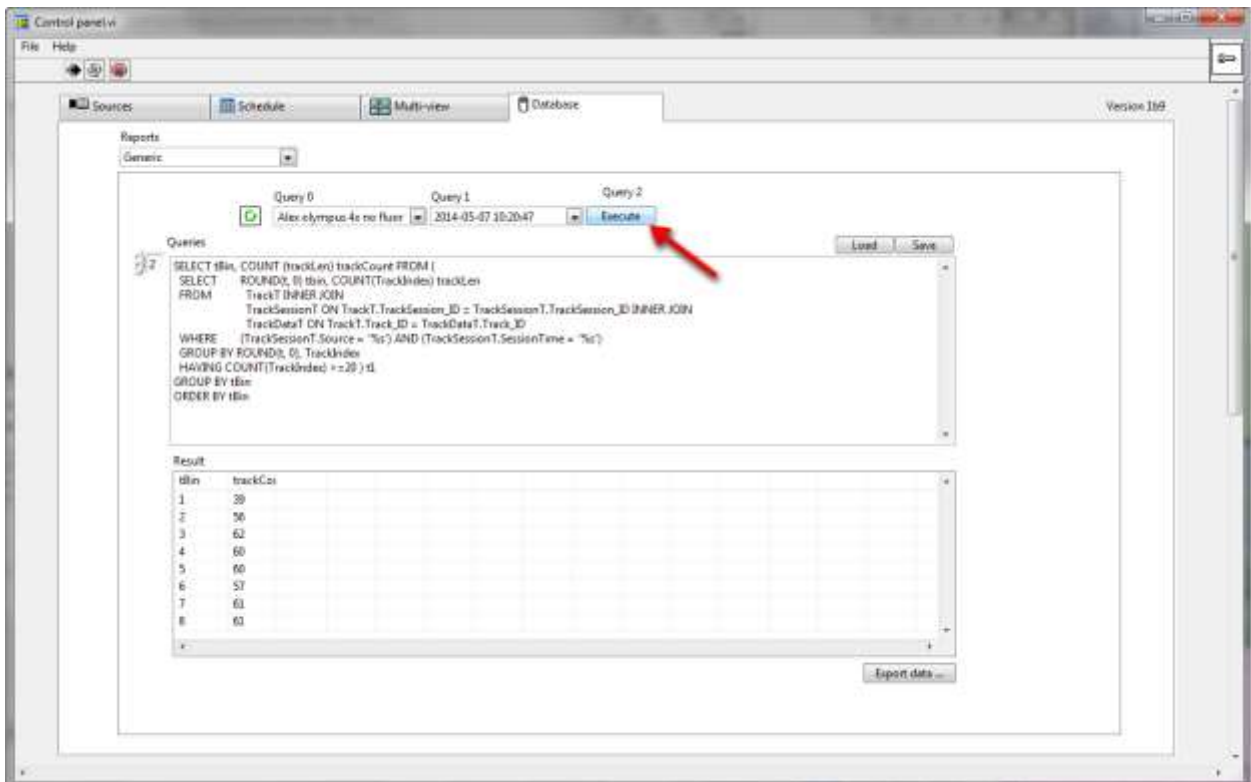 Control panel.vi
File Help
Sources Schedule Multi-view Database Version 1b9
Reports
Generic
Query 0 Query 1 Query 2
Alex olympus 4x no fluor 2014-05-07 10:20:47 Execute
Queries Load Save
2
SELECT tBin, COUNT (trackLen) trackCount FROM (
SELECT ROUND(t, 0) tbin, COUNT(TrackIndex) trackLen
FROM TrackT INNER JOIN
TrackSessionT ON TrackT.TrackSession_ID = TrackSessionT.TrackSession_ID INNER JOIN
TrackDataT ON TrackT.Track_ID = TrackDataT.Track_ID
WHERE (TrackSessionT.Source = '%s') AND (TrackSessionT.SessionTime = '%s')
GROUP BY ROUND(t, 0), TrackIndex
HAVING COUNT(TrackIndex) >=20 ) t1
GROUP BY tBin
ORDER BY tBin
Result
tBin trackCou
1 39
2 56
3 62
4 60
5 60
6 57
7 61
8 61
Export data ...